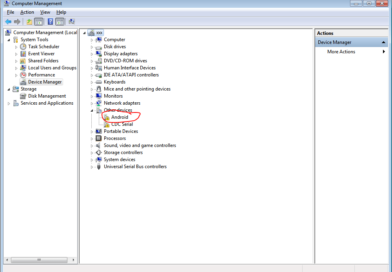 Computer Management
File Action View Help
Computer Management (Local
System Tools
Task Scheduler
Event Viewer
Shared Folders
Local Users and Groups
Performance
Device Manager
Storage
Disk Management
Services and Applications
Computer
Disk drives
Display adapters
DVD/CD-ROM drives
Human Interface Devices
IDE ATA/ATAPI controllers
Keyboards
Mice and other pointing devices
Monitors
Network adapters
Other devices
Android
CDC Serial
Portable Devices
Processors
Sound, video and game controllers
Storage controllers
System devices
Universal Serial Bus controllers
Actions
Device Manager
More Actions